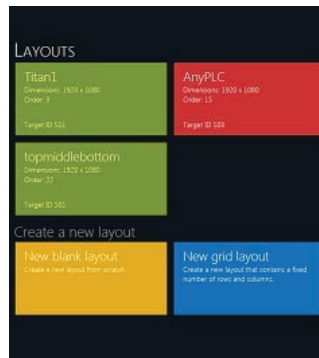 LAYOUTS
Titan1
Dimensions: 1920 x 1080
Order: 9
Target ID 501
AnyPLC
Dimensions: 1920 x 1080
Order: 15
Target ID 503
topmiddlebottom
Dimensions: 1920 x 1080
Order: 22
Target ID 501
Create a new layout
New blank layout
Create a new layout from scratch.
New grid layout
Create a new layout that contains a fixed
number of rows and columns.